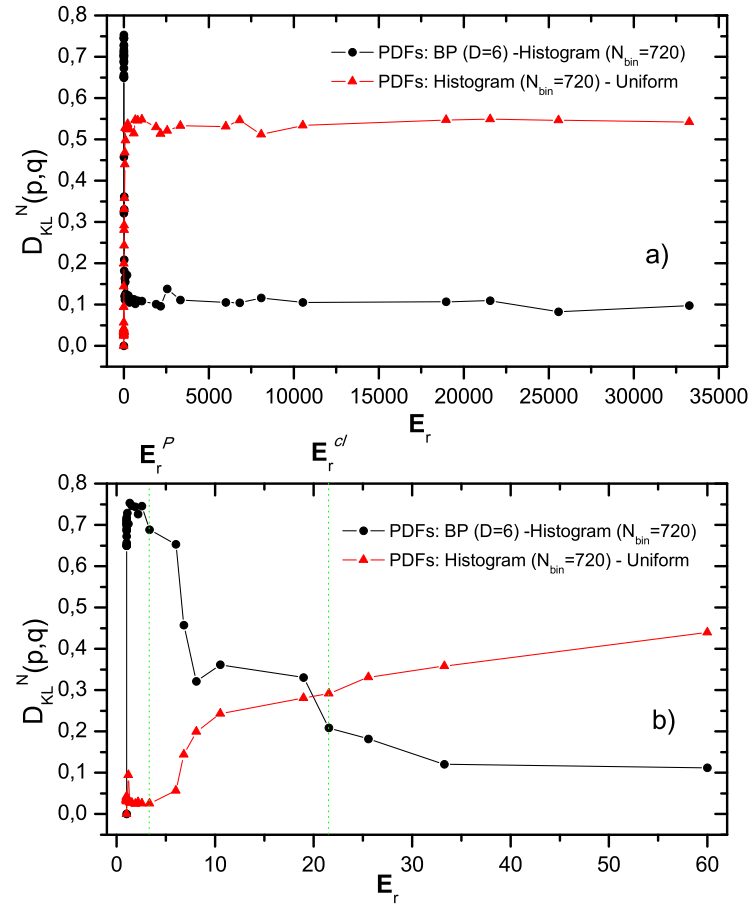 0,8
0,7
0,6
0,5
0,4
0,3
0,2
0,1
0,0
D_KL^N(p,q)
PDFs: BP (D=6) -Histogram (N_bin=720)
PDFs: Histogram (N_bin=720) - Uniform
a)
0 5000 10000 15000 20000 25000 30000 35000
E_r
E_r^P E_r^cl
0,8
0,7
0,6
0,5
0,4
0,3
0,2
0,1
0,0
D_KL^N(p,q)
PDFs: BP (D=6) -Histogram (N_bin=720)
PDFs: Histogram (N_bin=720) - Uniform
b)
0 10 20 30 40 50 60
E_r